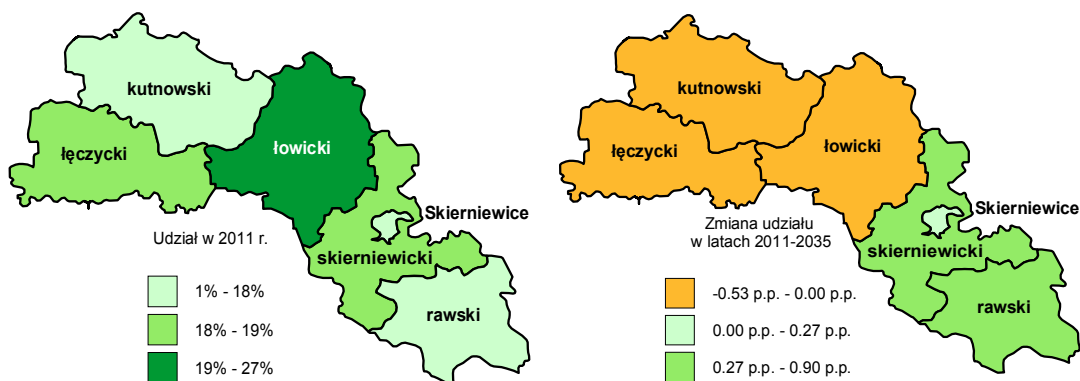 kutnowski
łęczycki
łowicki
Skierniewice
skierniewicki
rawski
Udział w 2011 r.
1% - 18%
18% - 19%
19% - 27%
kutnowski
łęczycki
łowicki
Skierniewice
skierniewicki
rawski
Zmiana udziału
w latach 2011-2035
-0.53 p.p. - 0.00 p.p.
0.00 p.p. - 0.27 p.p.
0.27 p.p. - 0.90 p.p.